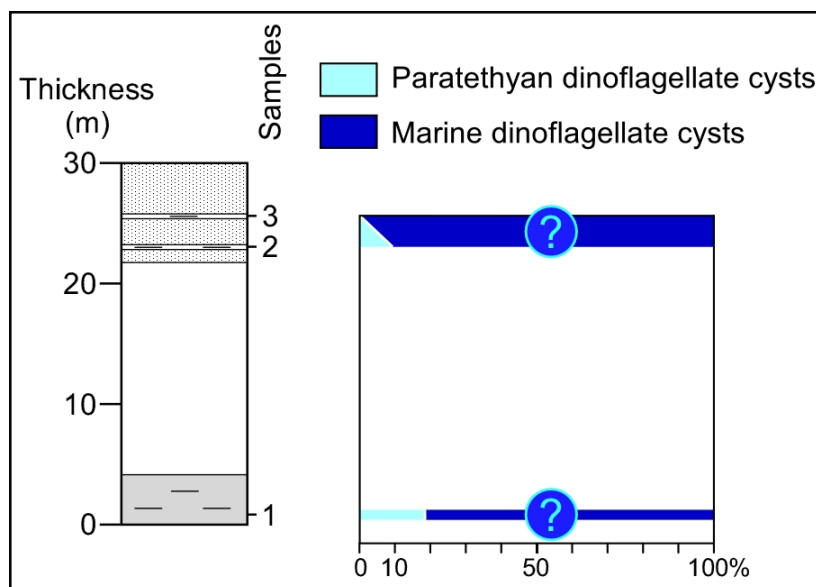 Thickness
(m)
Samples
Paratethyan dinoflagellate cysts
Marine dinoflagellate cysts
30
20
10
0
3
2
1
?
?
0 10 50 100%